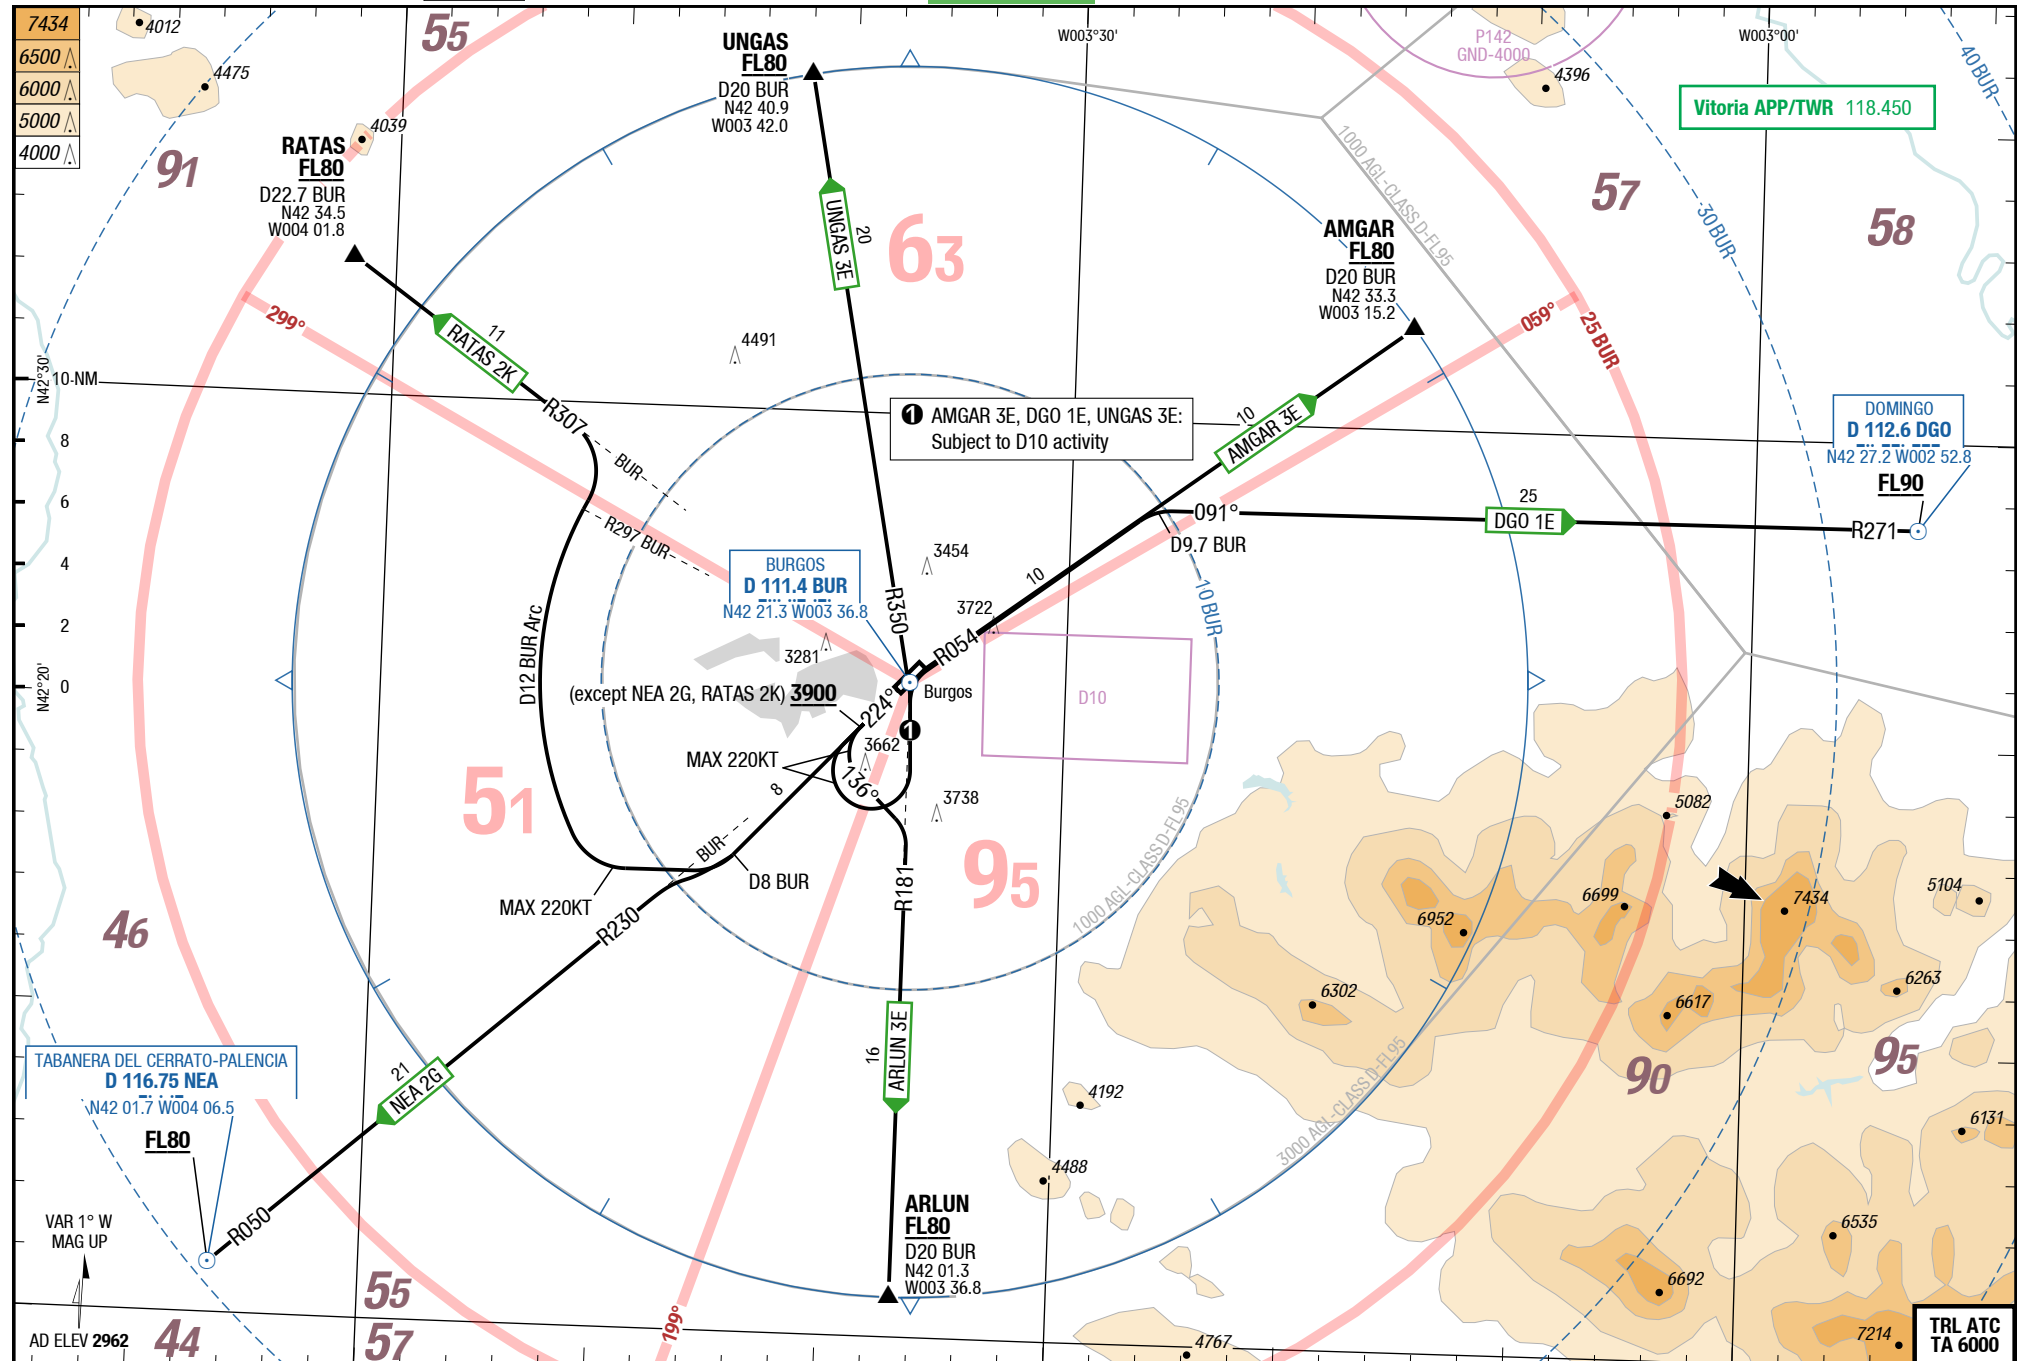 7434
6500
6000
5000
4000
4012
4475
4039
91
55
RATAS
FL80
D22.7 BUR
N42 34.5
W004 01.8
UNGAS
FL80
D20 BUR
N42 40.9
W003 42.0
W003°30'
P142
GND-4000
4396
W003°00'
40 BUR
Vitoria APP/TWR 118.450
1000 AGL-CLASS D-FL95
57
30 BUR
58
AMGAR
FL80
D20 BUR
N42 33.3
W003 15.2
UNGAS 3E
20
63
299°
11
RATAS 2K
4491
059°
25 BUR
N42°30'
10-NM
8
6
4
2
0
N42°20'
R307
BUR
R297 BUR
1 AMGAR 3E, DGO 1E, UNGAS 3E:
Subject to D10 activity
10
AMGAR 3E
DOMINGO
D 112.6 DGO
N42 27.2 W002 52.8
FL90
091°
25
DGO 1E
R271
D9.7 BUR
BURGOS
D 111.4 BUR
N42 21.3 W003 36.8
3454
3722
10
10 BUR
R350
R054
D12 BUR Arc
3281
(except NEA 2G, RATAS 2K) 3900
Burgos
D10
224°
1
3662
MAX 220KT
136°
8
3738
51
95
BUR
D8 BUR
MAX 220KT
R181
1000 AGL-CLASS D-FL95
R230
46
5082
6699
6952
7434
5104
6302
6617
6263
16
ARLUN 3E
TABANERA DEL CERRATO-PALENCIA
D 116.75 NEA
N42 01.7 W004 06.5
FL80
21
NEA 2G
3000 AGL-CLASS D-FL95
90
95
4192
6131
4488
VAR 1° W
MAG UP
R050
ARLUN
FL80
D20 BUR
N42 01.3
W003 36.8
6535
6692
55
199°
AD ELEV 2962
44
57
4767
7214
TRL ATC
TA 6000